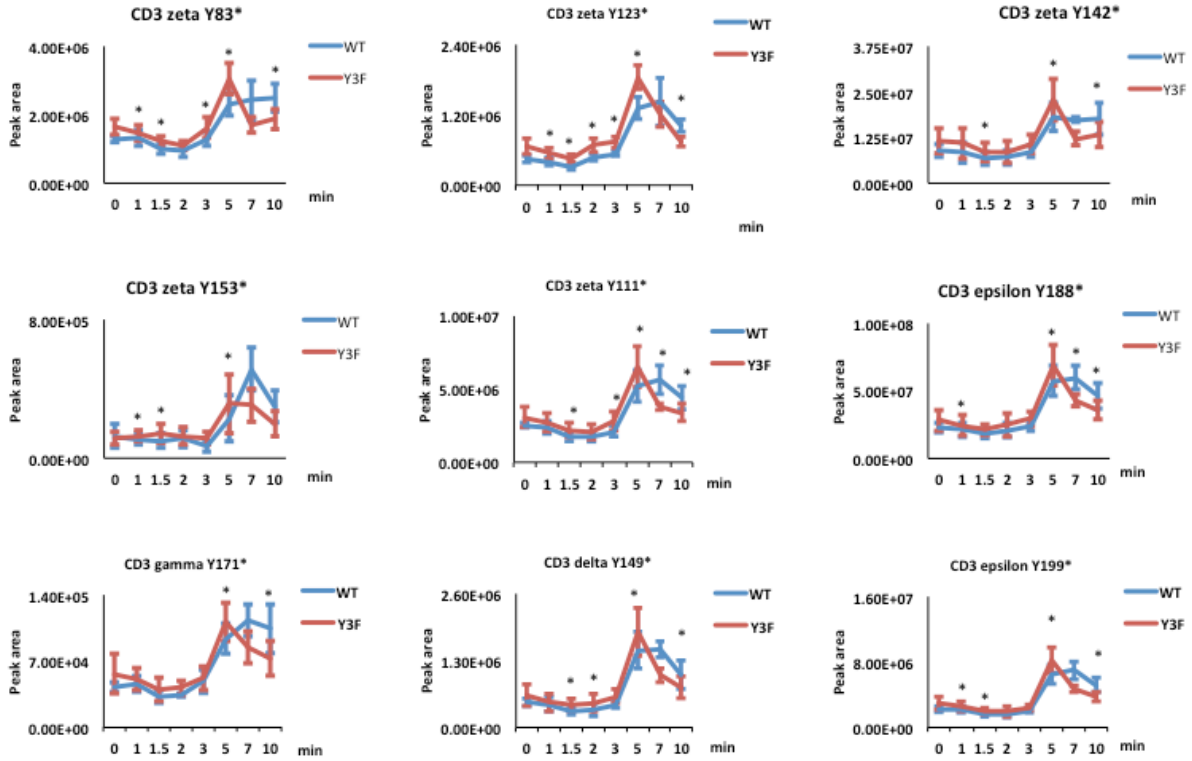 CD3 zeta Y83*
4.00E+06
2.00E+06
0.00E+00
Peak area
0 1 1.5 2 3 5 7 10
min
WT
Y3F
* * * * *
CD3 zeta Y123*
2.40E+06
1.20E+06
0.00E+00
Peak area
0 1 1.5 2 3 5 7 10
min
WT
Y3F
* * * * * *
CD3 zeta Y142*
3.75E+07
2.50E+07
1.25E+07
0.00E+00
Peak area
0 1 1.5 2 3 5 7 10
min
WT
Y3F
* * *
CD3 zeta Y153*
8.00E+05
0.00E+00
Peak area
0 1 1.5 2 3 5 7 10
min
WT
Y3F
* * *
CD3 zeta Y111*
1.00E+07
5.00E+06
0.00E+00
Peak area
0 1 1.5 2 3 5 7 10
min
WT
Y3F
* * * * *
CD3 epsilon Y188*
1.00E+08
5.00E+07
0.00E+00
Peak area
0 1 1.5 2 3 5 7 10
min
WT
Y3F
* * * *
CD3 gamma Y171*
1.40E+05
7.00E+04
0.00E+00
Peak area
0 1 1.5 2 3 5 7 10
min
WT
Y3F
* *
CD3 delta Y149*
2.60E+06
1.30E+06
0.00E+00
Peak area
0 1 1.5 2 3 5 7 10
min
WT
Y3F
* * * *
CD3 epsilon Y199*
1.60E+07
8.00E+06
0.00E+00
Peak area
0 1 1.5 2 3 5 7 10
min
WT
Y3F
* * * *